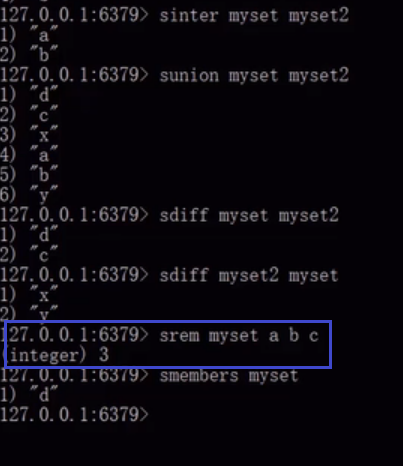 127.0.0.1:6379> sinter myset myset2
1) "a"
2) "b"
127.0.0.1:6379> sunion myset myset2
1) "d"
2) "c"
3) "x"
4) "a"
5) "b"
6) "y"
127.0.0.1:6379> sdiff myset myset2
1) "d"
2) "c"
127.0.0.1:6379> sdiff myset2 myset
1) "x"
2) "y"
127.0.0.1:6379> srem myset a b c
(integer) 3
127.0.0.1:6379> smembers myset
1) "d"
127.0.0.1:6379>